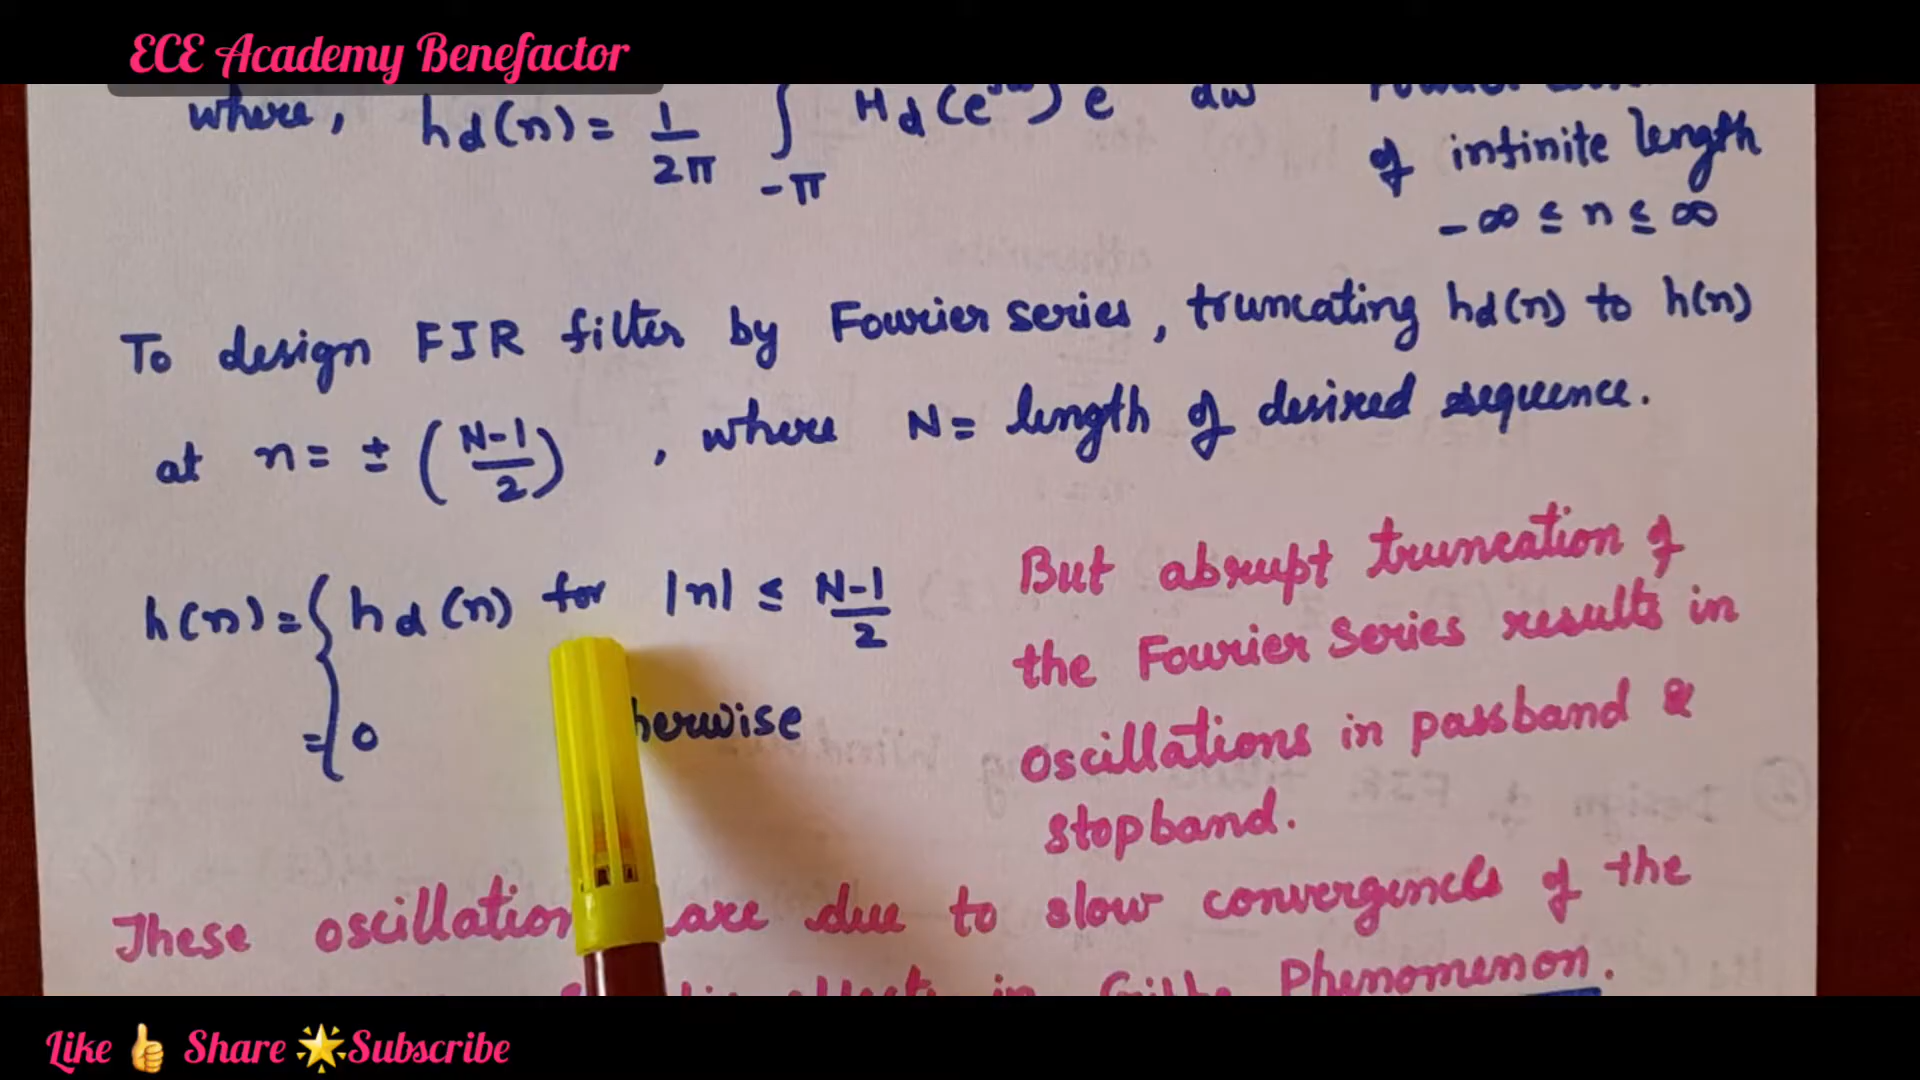 ECE Academy Benefactor
where, hd(n) = 1/2π ∫-π Hd(e^jω) e dω
of infinite length
-∞ ≤ n ≤ ∞
To design FIR filter by Fourier series, truncating hd(n) to h(n)
at n = ± (N-1/2), where N = length of desired sequence.
h(n) = { hd(n) for |n| ≤ N-1/2
= 0
But abrupt truncation of
the Fourier Series results in
oscillations in passband &
stopband.
These oscillation are due to slow convergence of the
in Phenomenon.
Like 👍 Share 🌟Subscribe